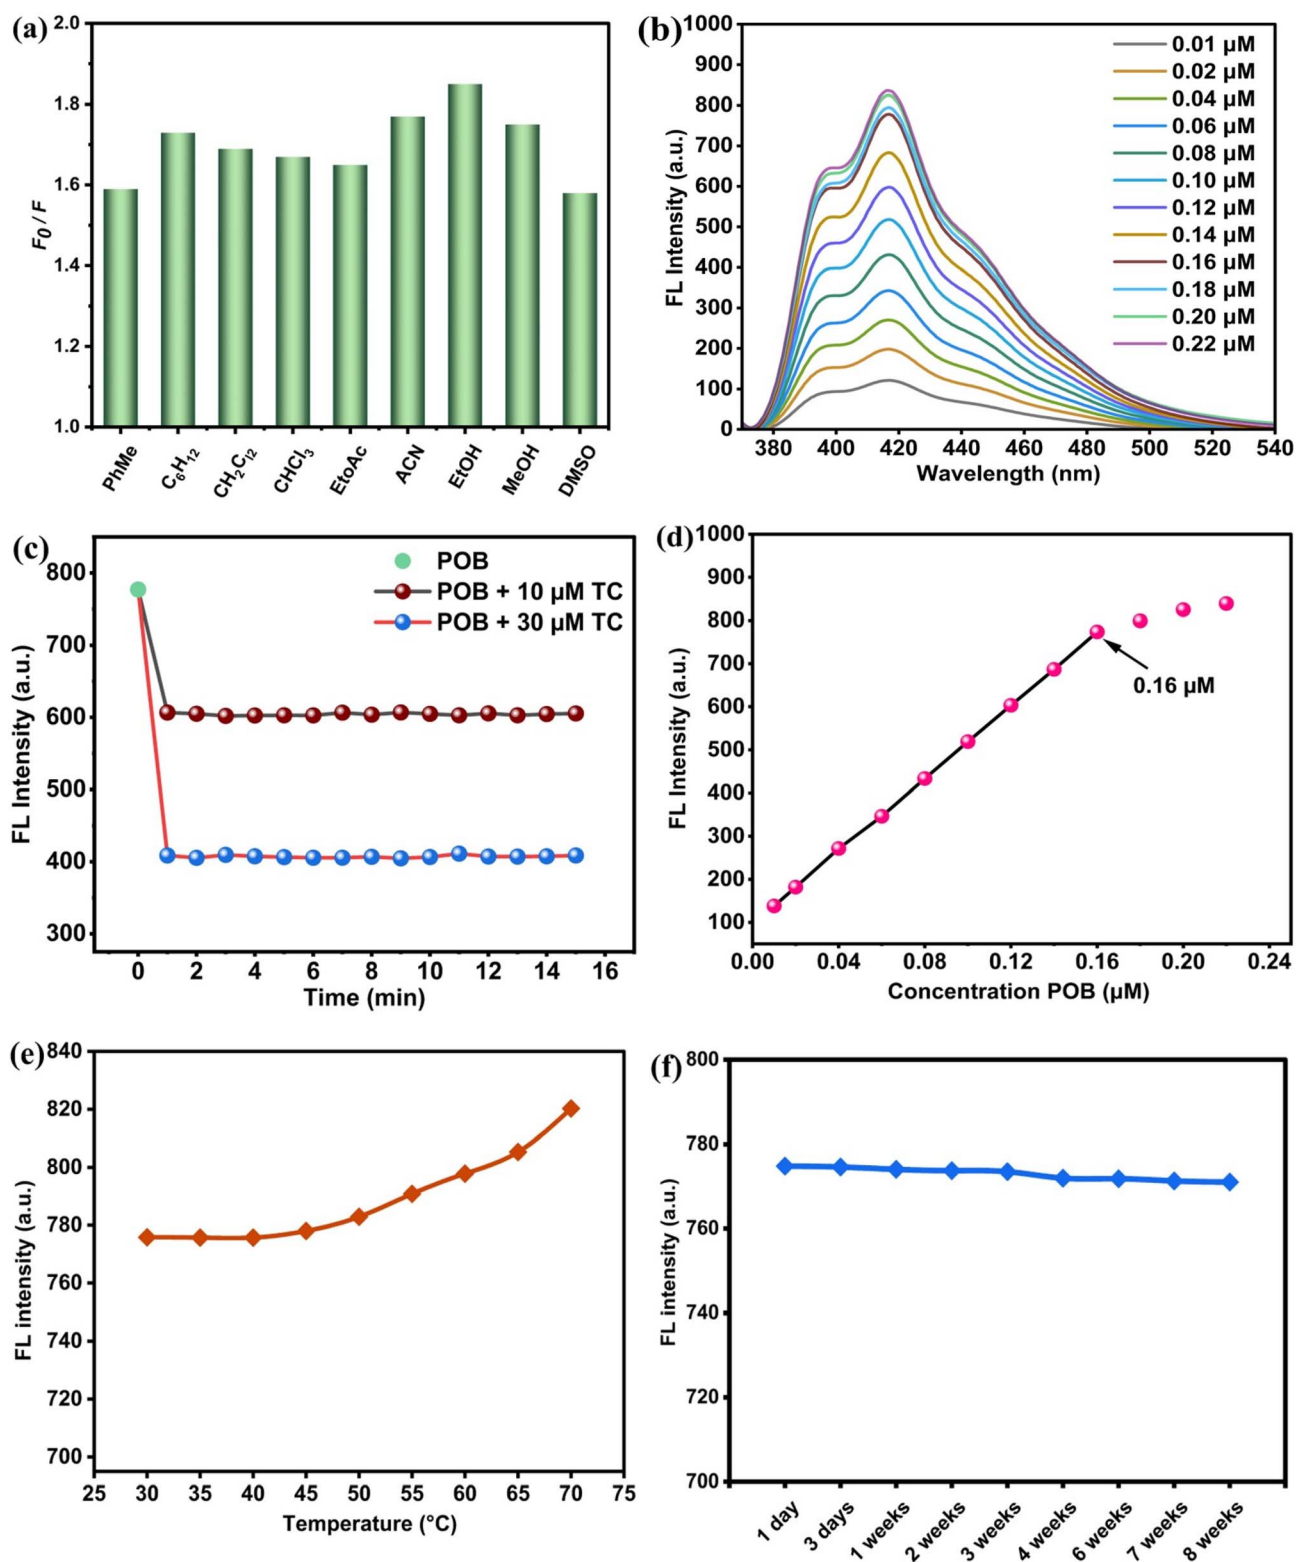 (a)
2.0
1.8
1.6
1.4
1.2
1.0
F0 / F
PhMe
C6H12
CH2Cl2
CHCl3
EtoAc
ACN
EtOH
MeOH
DMSO
(b)
1000
900
800
700
600
500
400
300
200
100
0
FL Intensity (a.u.)
0.01 µM
0.02 µM
0.04 µM
0.06 µM
0.08 µM
0.10 µM
0.12 µM
0.14 µM
0.16 µM
0.18 µM
0.20 µM
0.22 µM
380 400 420 440 460 480 500 520 540
Wavelength (nm)
(c)
800
700
600
500
400
300
FL Intensity (a.u.)
POB
POB + 10 µM TC
POB + 30 µM TC
0 2 4 6 8 10 12 14 16
Time (min)
(d)
1000
900
800
700
600
500
400
300
200
100
FL Intensity (a.u.)
0.16 µM
0.00 0.04 0.08 0.12 0.16 0.20 0.24
Concentration POB (µM)
(e)
840
820
800
780
760
740
720
700
FL intensity (a.u.)
25 30 35 40 45 50 55 60 65 70 75
Temperature (°C)
(f)
800
780
760
740
720
700
FL intensity (a.u.)
1 day
3 days
1 weeks
2 weeks
3 weeks
4 weeks
6 weeks
7 weeks
8 weeks